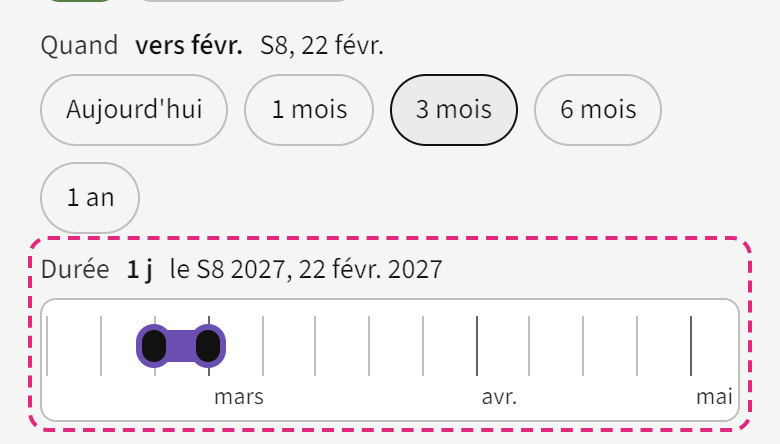 Quand vers févr. S8, 22 févr.
Aujourd'hui 1 mois 3 mois 6 mois
1 an
Durée 1 j le S8 2027, 22 févr. 2027
mars avr. mai